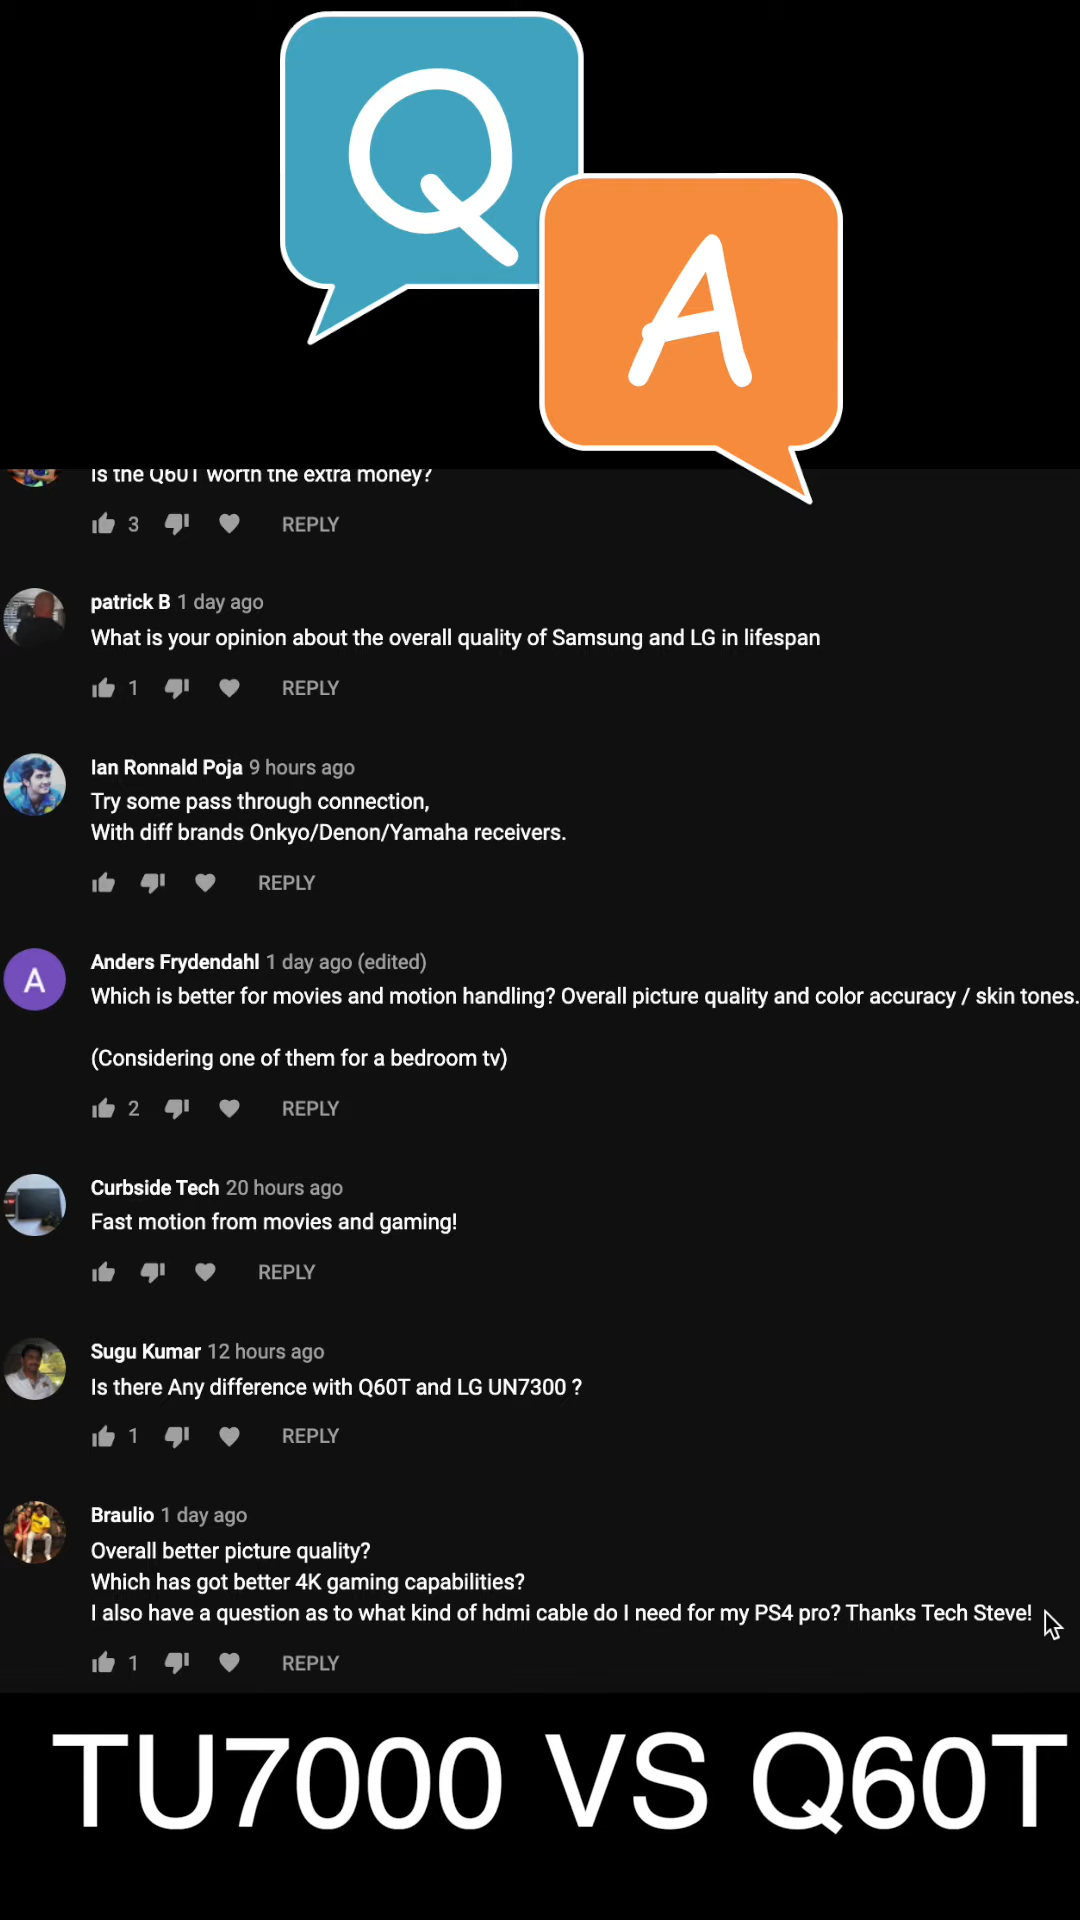 Q
A
Is the Q60T worth the extra money?
3 REPLY
patrick B 1 day ago
What is your opinion about the overall quality of Samsung and LG in lifespan
1 REPLY
Ian Ronnald Poja 9 hours ago
Try some pass through connection,
With diff brands Onkyo/Denon/Yamaha receivers.
REPLY
A
Anders Frydendahl 1 day ago (edited)
Which is better for movies and motion handling? Overall picture quality and color accuracy / skin tones.
(Considering one of them for a bedroom tv)
2 REPLY
Curbside Tech 20 hours ago
Fast motion from movies and gaming!
REPLY
Sugu Kumar 12 hours ago
Is there Any difference with Q60T and LG UN7300 ?
1 REPLY
Braulio 1 day ago
Overall better picture quality?
Which has got better 4K gaming capabilities?
I also have a question as to what kind of hdmi cable do I need for my PS4 pro? Thanks Tech Steve!
1 REPLY
TU7000 VS Q60T